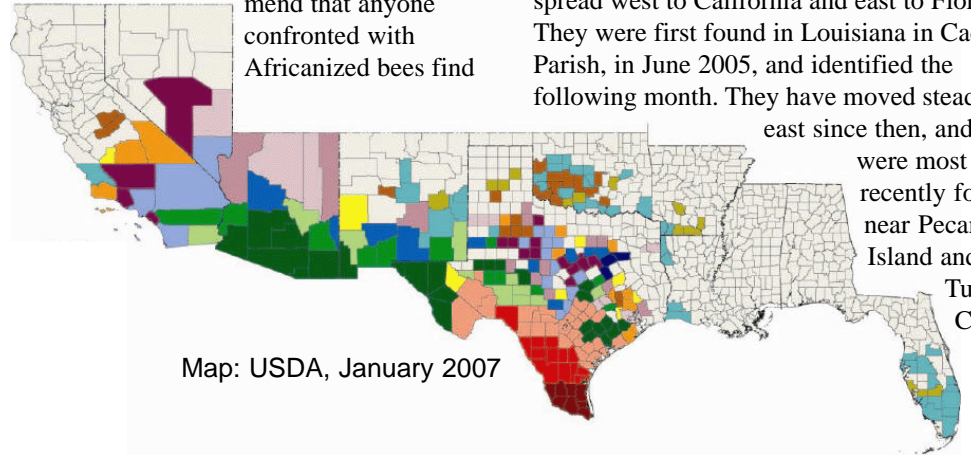 mend that anyone
confronted with
Africanized bees find
spread west to California and east to
They were first found in Louisiana in
Parish, in June 2005, and identified the
following month. They have moved
east since then, and
were most
recently
near
Island and
Map: USDA, January 2007